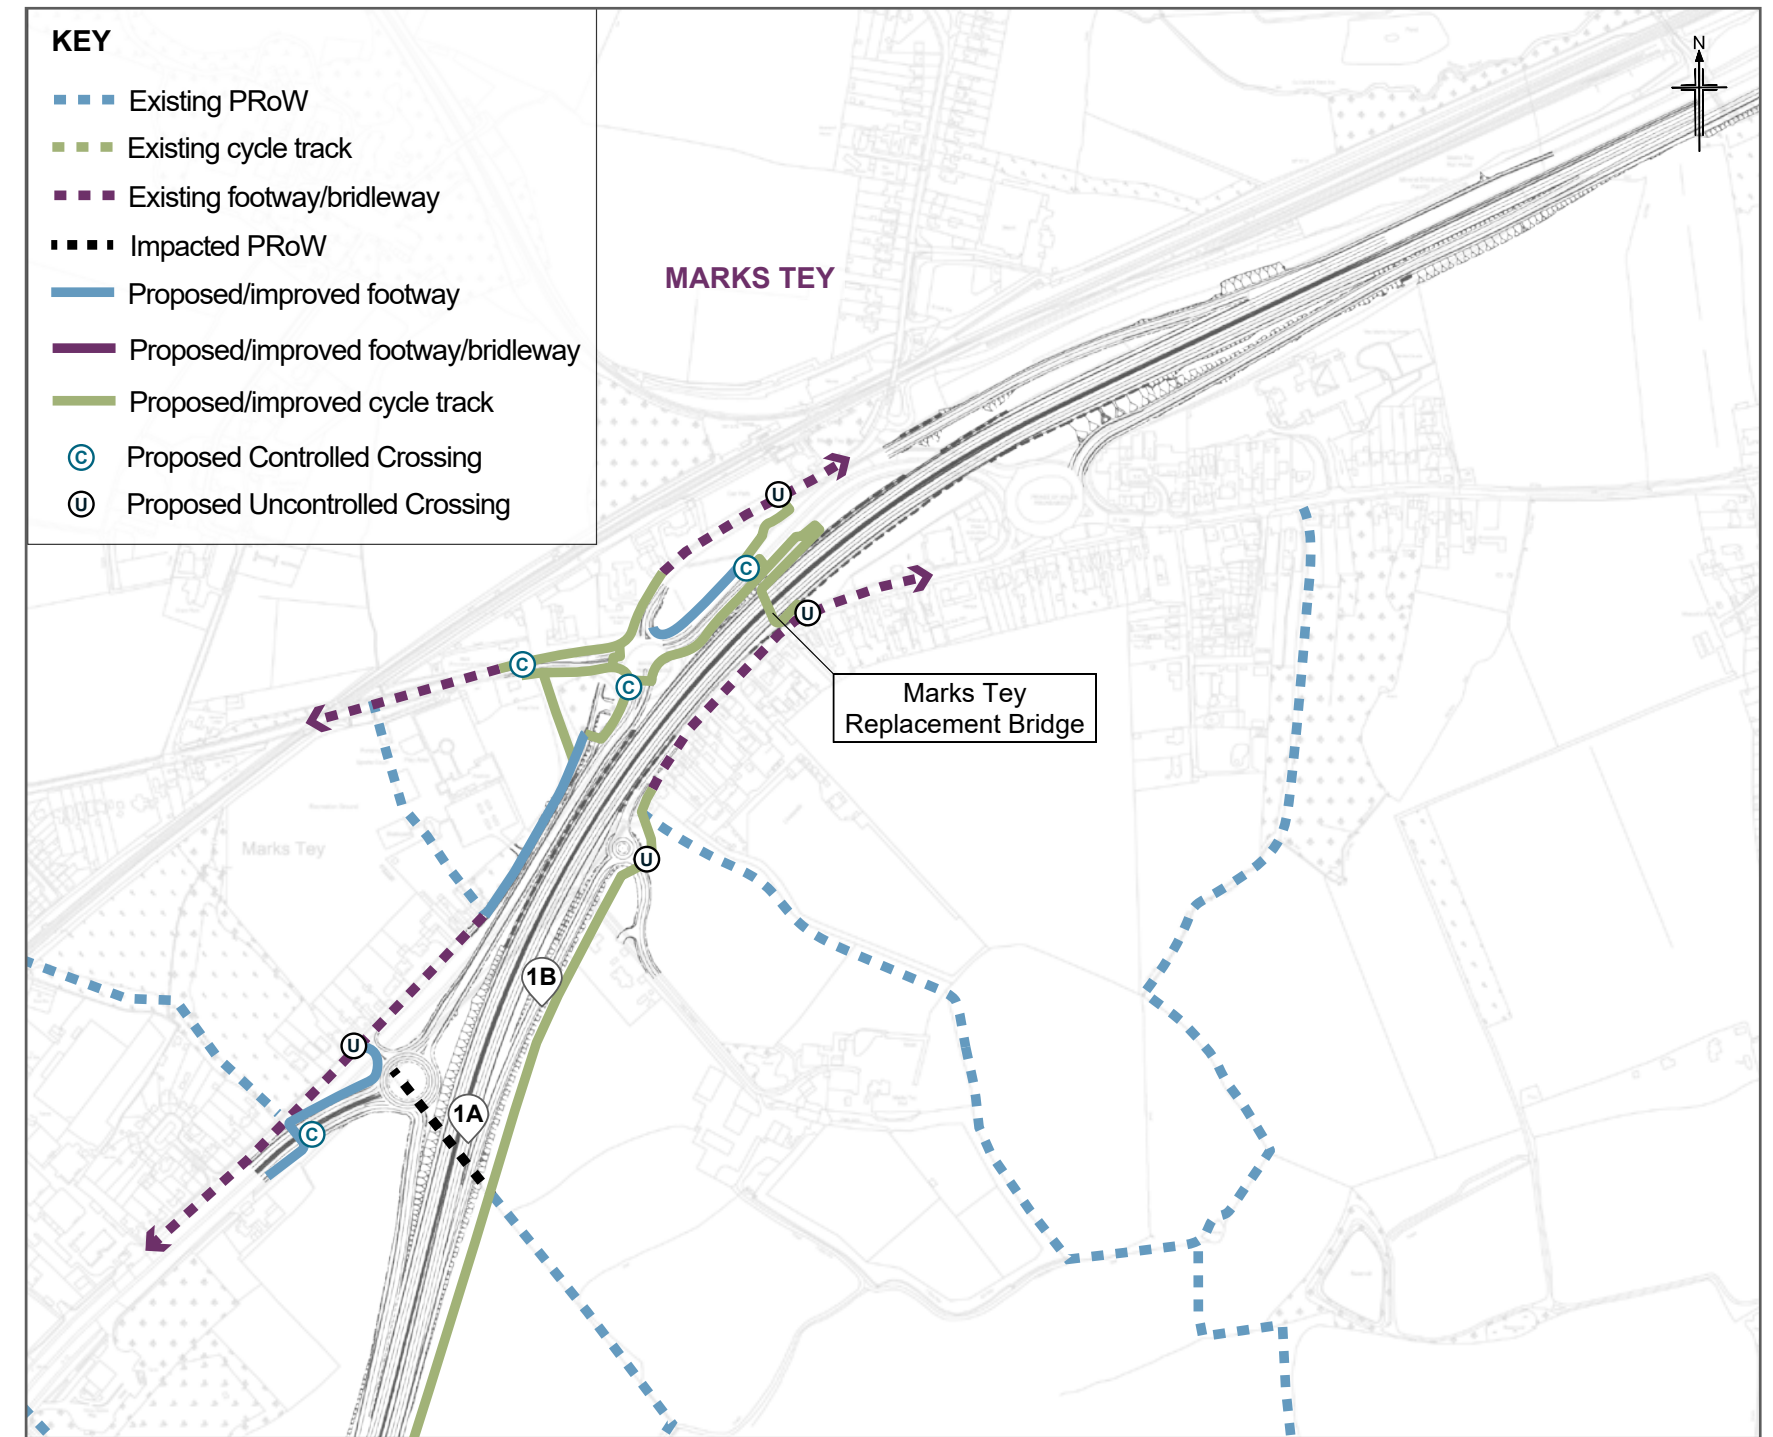 KEY
Existing PRoW
Existing cycle track
Existing footway/bridleway
Impacted PRoW
Proposed/improved footway
Proposed/improved footway/bridleway
Proposed/improved cycle track
C Proposed Controlled Crossing
U Proposed Uncontrolled Crossing
N
MARKS TEY
U
C
U
C
C
Marks Tey
Replacement Bridge
Marks Tey
U
1B
U
1A
C